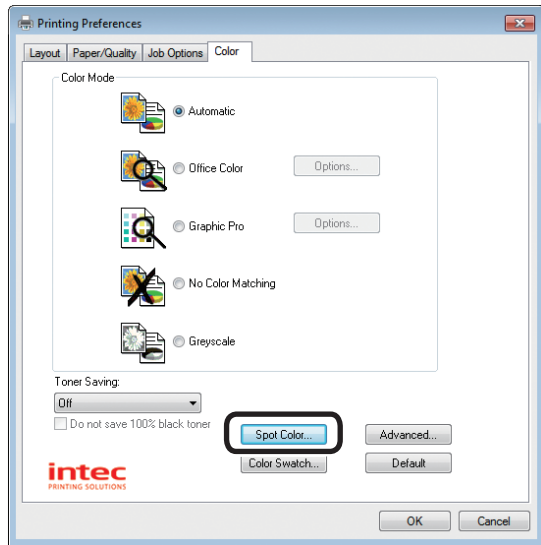 Printing Preferences
Layout Paper/Quality Job Options Color
Color Mode
Automatic
Office Color Options...
Graphic Pro Options...
No Color Matching
Greyscale
Toner Saving:
Off
Do not save 100% black toner
Spot Color... Advanced...
Color Swatch... Default
intec
PRINTING SOLUTIONS
OK Cancel